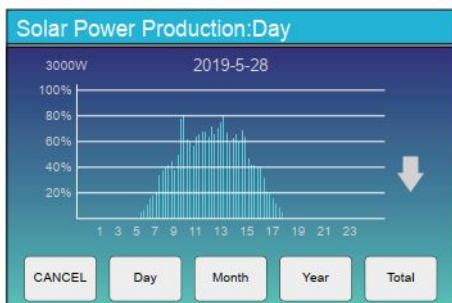 Solar Power Production:Day
3000W 2019-5-28
100%
80%
60%
40%
20%
1 3 5 7 9 11 13 15 17 19 21 23
CANCEL Day Month Year Total